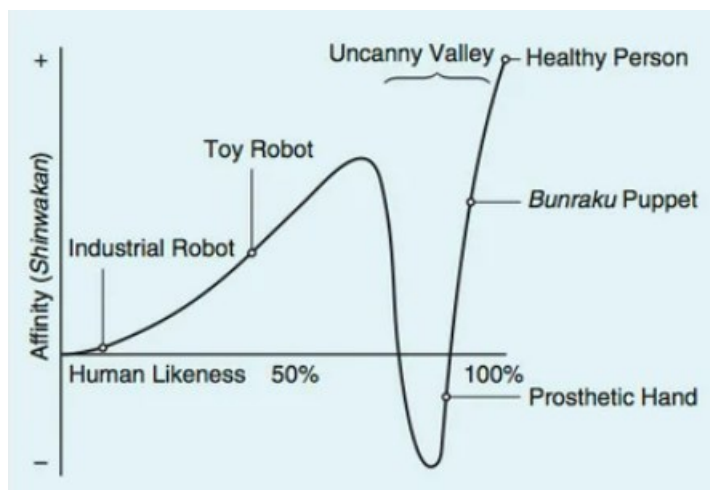 +
Uncanny Valley
Healthy Person
Toy Robot
Bunraku Puppet
Industrial Robot
Affinity (Shinwakan)
Human Likeness 50% 100%
Prosthetic Hand
−